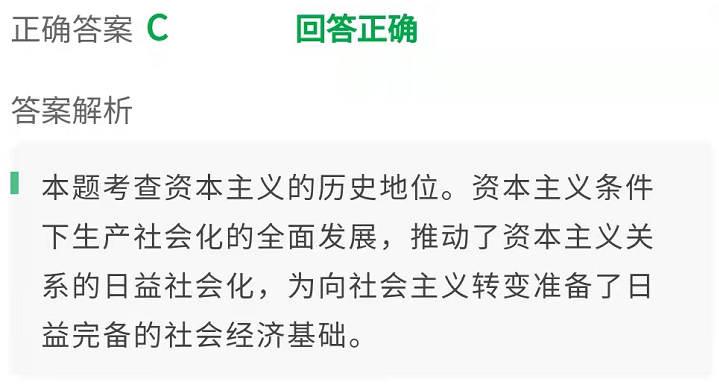 正确答案 C 回答正确
答案解析
本题考查资本主义的历史地位。资本主义条件
下生产社会化的全面发展，推动了资本主义关
系的日益社会化，为向社会主义转变准备了日
益完备的社会经济基础。